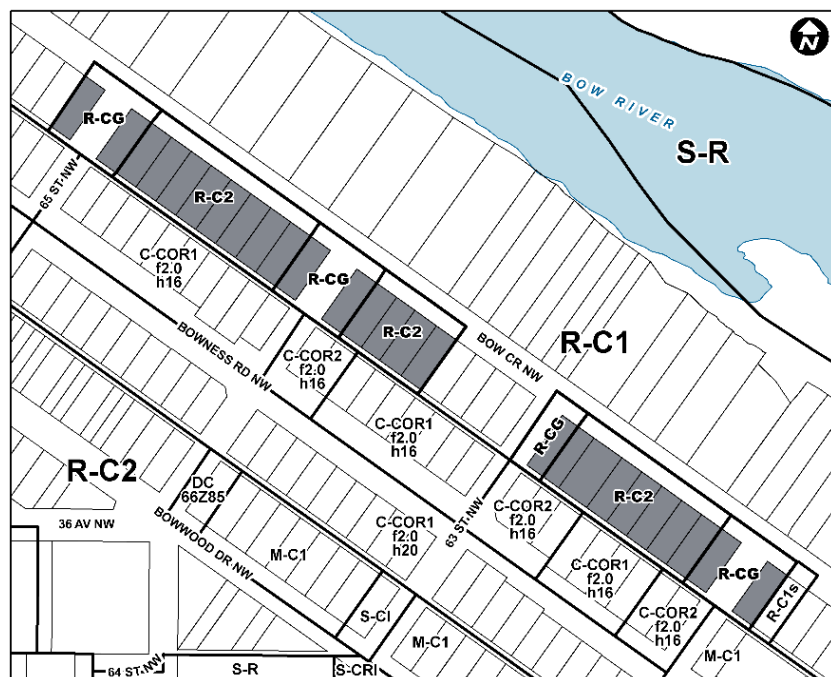 N
BOW RIVER
S-R
R-CG
65 ST NW
R-C2
C-COR1
f2.0
h16
R-CG
BOWNESS RD NW
C-COR2
f2.0
h16
R-C2
BOW CR NW
R-C1
C-COR1
f2.0
h16
R-CG
R-C2
DC
66Z85
R-C2
36 AV NW
BOWWOOD DR NW
M-C1
C-COR1
f2.0
h20
63 ST NW
C-COR2
f2.0
h16
C-COR1
f2.0
h16
R-CG
R-C1s
C-COR2
f2.0
h16
S-CI
M-C1
M-C1
64 ST NW
S-R
S-CRI